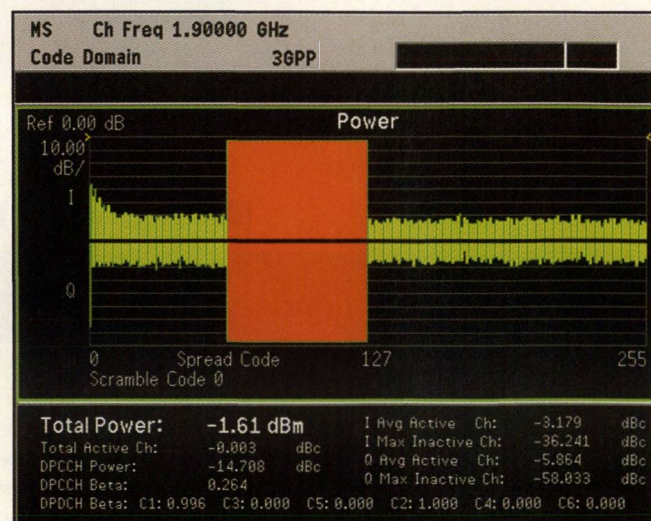 MS Ch Freq 1.90000 GHz
Code Domain 3GPP
Ref 0.00 dB Power
10.00
dB/
I
Q
0 Spread Code 127 255
Scramble Code 0
Total Power: -1.61 dBm
Total Active Ch: -0.003 dBc
DPCCH Power: -14.708 dBc
DPCCH Beta: 0.264
I Avg Active Ch: -3.179 dBc
I Max Inactive Ch: -36.241 dBc
Q Avg Active Ch: -5.864 dBc
Q Max Inactive Ch: -58.033 dBc
DPDCH Beta: C1: 0.996 C3: 0.000 C5: 0.000 C2: 1.000 C4: 0.000 C6: 0.000